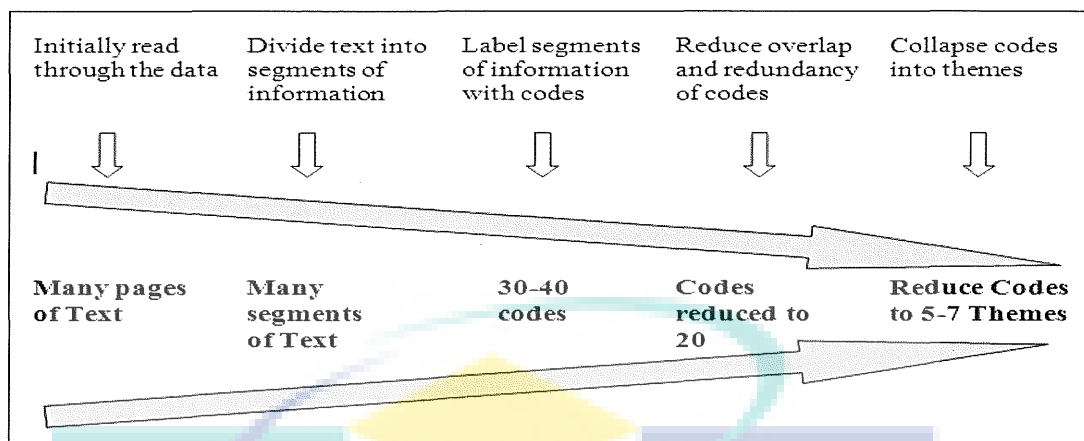 Initially read
through the data
Divide text into
segments of
information
Label segments
of information
with codes
Reduce overlap
and redundancy
of codes
Collapse codes
into themes
Many pages
of Text
Many
segments
of Text
30-40
codes
Codes
reduced to
20
Reduce Codes
to 5-7 Themes